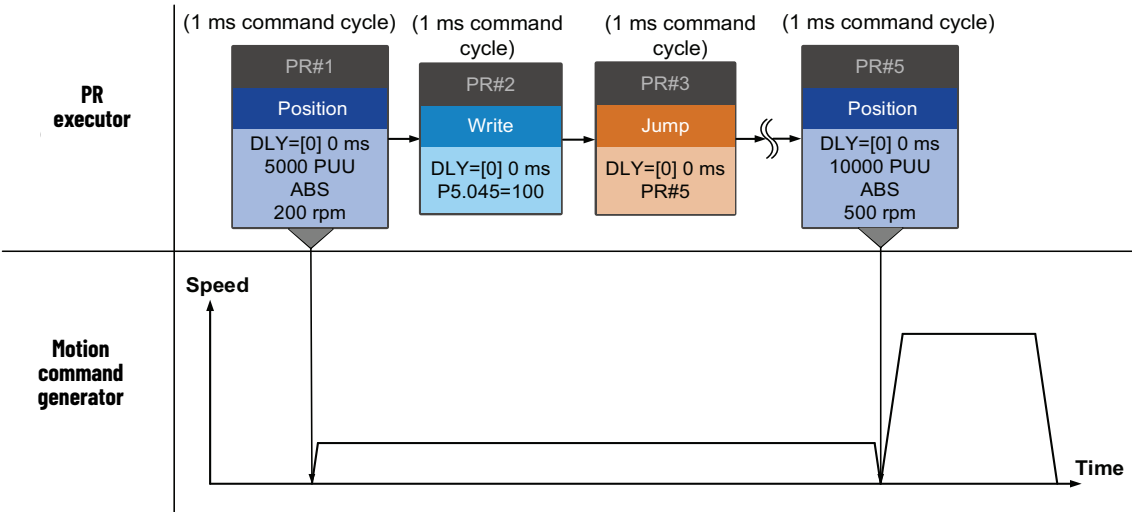 (1 ms command cycle)
(1 ms command
cycle)
(1 ms command
cycle)
(1 ms command cycle)
PR
executor
PR#1
Position
DLY=[0] 0 ms
5000 PUU
ABS
200 rpm
PR#2
Write
DLY=[0] 0 ms
P5.045=100
PR#3
Jump
DLY=[0] 0 ms
PR#5
PR#5
Position
DLY=[0] 0 ms
10000 PUU
ABS
500 rpm
Motion
command
generator
Speed
Time